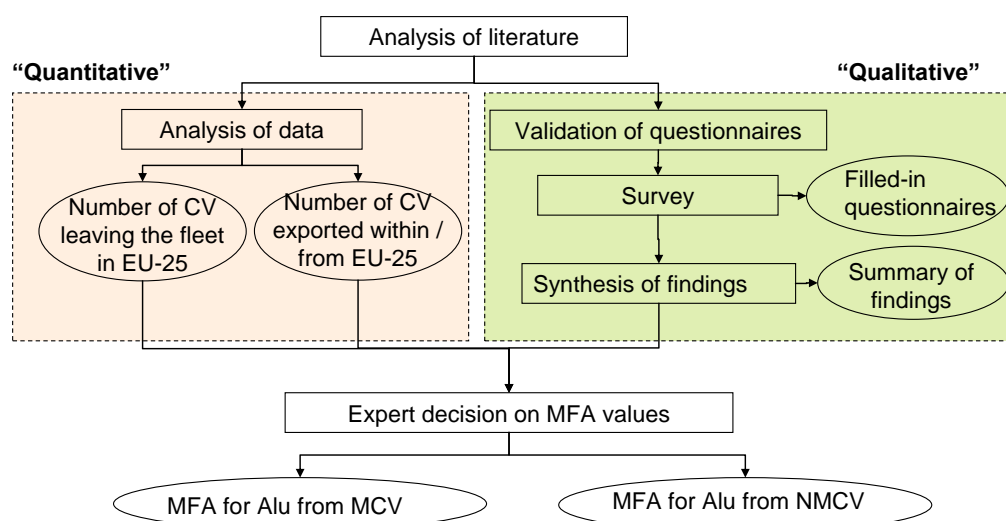 Analysis of literature
“Quantitative”
“Qualitative”
Analysis of data
Number of CV
leaving the fleet
in EU-25
Number of CV
exported within /
from EU-25
Validation of questionnaires
Survey
Filled-in
questionnaires
Synthesis of findings
Summary of
findings
Expert decision on MFA values
MFA for Alu from MCV
MFA for Alu from NMCV